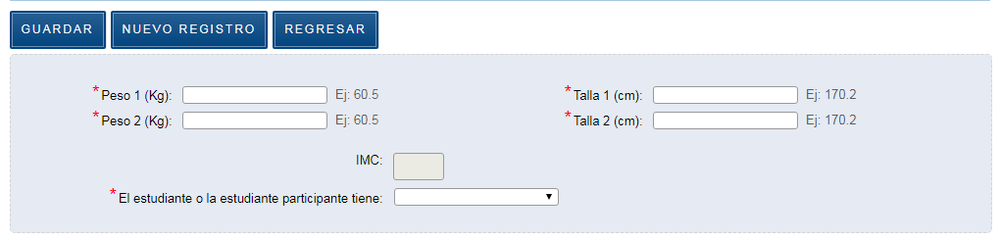 GUARDAR NUEVO REGISTRO REGRESAR
* Peso 1 (Kg): Ej: 60.5 * Talla 1 (cm): Ej: 170.2
* Peso 2 (Kg): Ej: 60.5 * Talla 2 (cm): Ej: 170.2
IMC:
* El estudiante o la estudiante participante tiene: